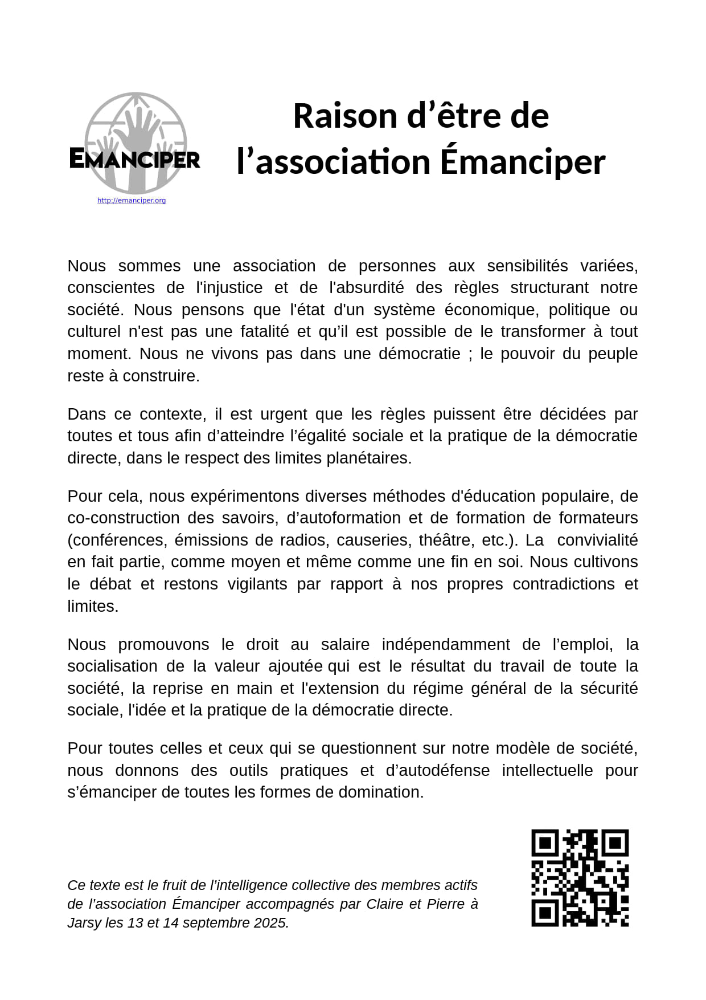 Raison d’être de
l’association Émanciper
EMANCIPER
http://emanciper.org
Nous sommes une association de personnes aux sensibilités variées,
conscientes de l'injustice et de l'absurdité des règles structurant notre
société. Nous pensons que l'état d'un système économique, politique ou
culturel n'est pas une fatalité et qu’il est possible de le transformer à tout
moment. Nous ne vivons pas dans une démocratie ; le pouvoir du peuple
reste à construire.
Dans ce contexte, il est urgent que les règles puissent être décidées par
toutes et tous afin d’atteindre l’égalité sociale et la pratique de la démocratie
directe, dans le respect des limites planétaires.
Pour cela, nous expérimentons diverses méthodes d'éducation populaire, de
co-construction des savoirs, d’autoformation et de formation de formateurs
(conférences, émissions de radios, causeries, théâtre, etc.). La  convivialité
en fait partie, comme moyen et même comme une fin en soi. Nous cultivons
le débat et restons vigilants par rapport à nos propres contradictions et
limites.
Nous promouvons le droit au salaire indépendamment de l’emploi, la
socialisation de la valeur ajoutée qui est le résultat du travail de toute la
société, la reprise en main et l'extension du régime général de la sécurité
sociale, l'idée et la pratique de la démocratie directe.
Pour toutes celles et ceux qui se questionnent sur notre modèle de société,
nous donnons des outils pratiques et d’autodéfense intellectuelle pour
s’émanciper de toutes les formes de domination.
Ce texte est le fruit de l’intelligence collective des membres actifs
de l’association Émanciper accompagnés par Claire et Pierre à
Jarsy les 13 et 14 septembre 2025.